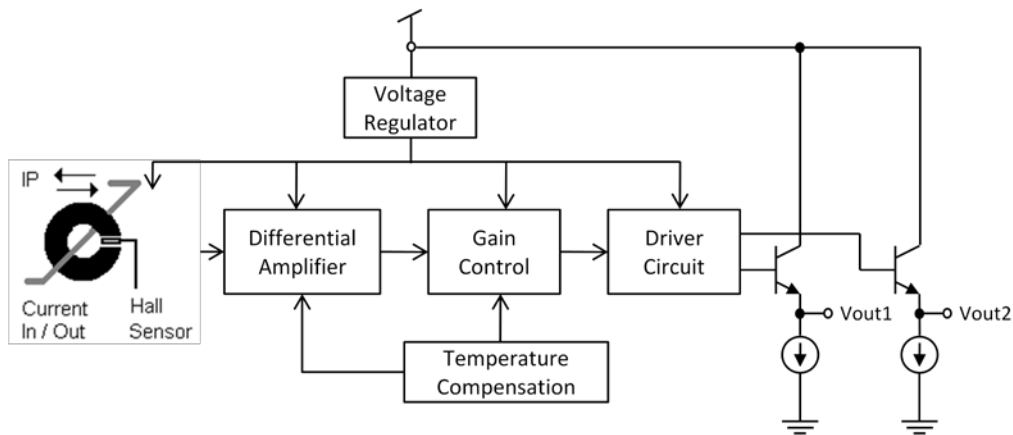 Voltage
Regulator
IP
Differential
Amplifier
Gain
Control
Driver
Circuit
Current
In / Out
Hall
Sensor
Vout1
Vout2
Temperature
Compensation